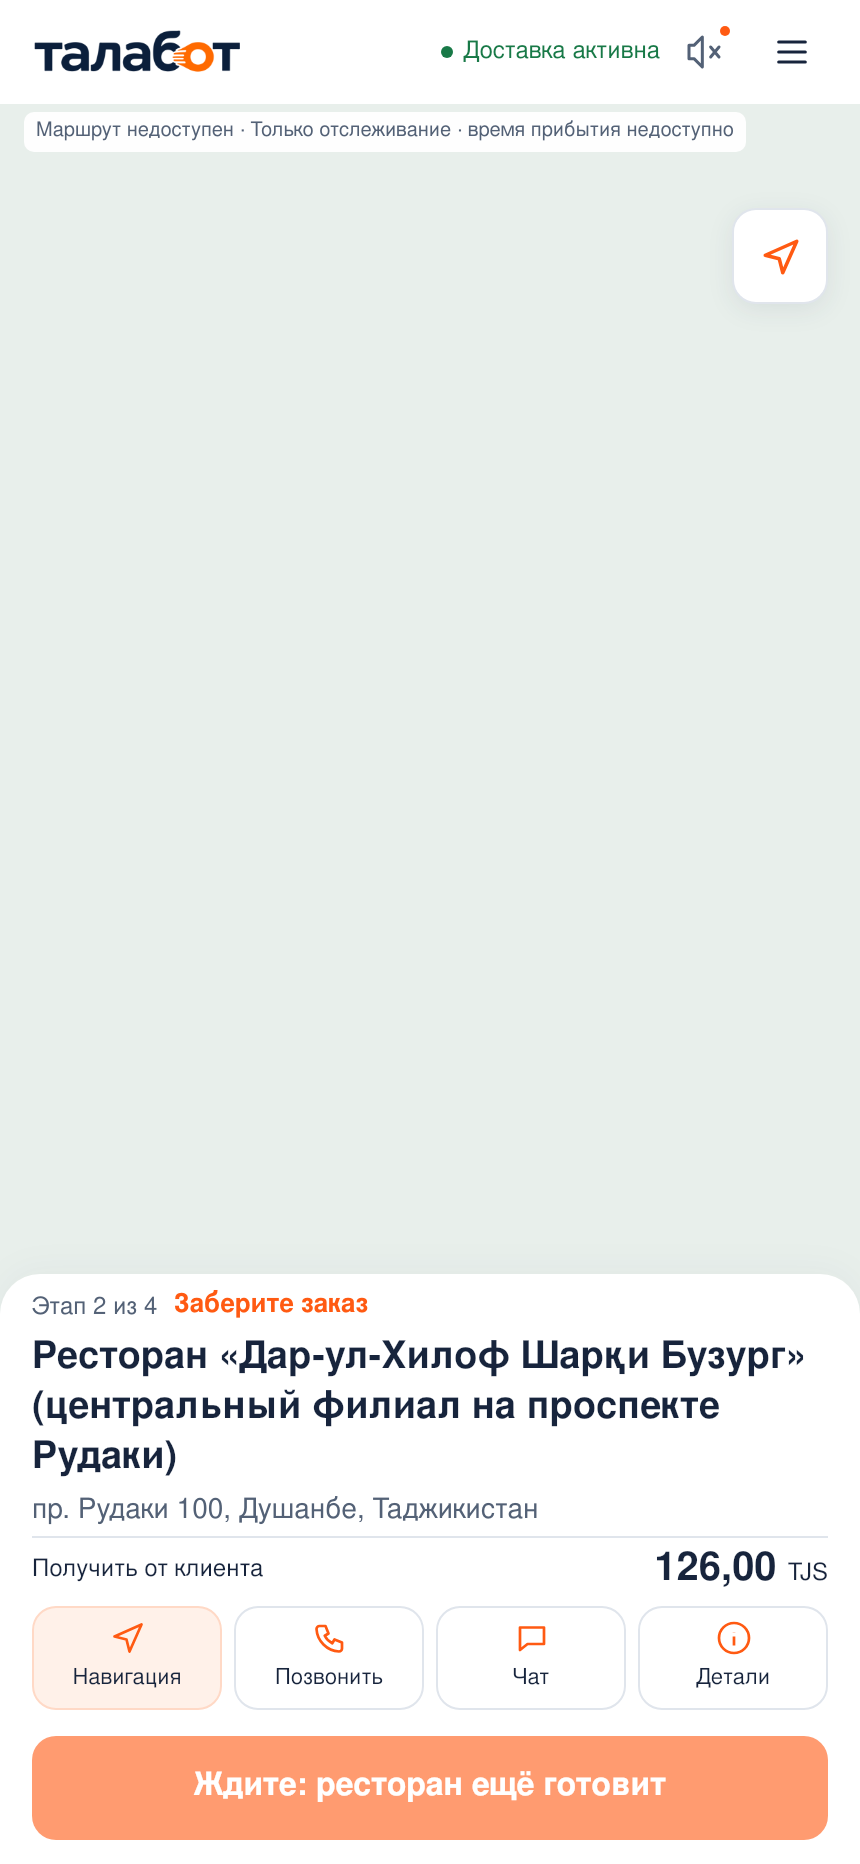 талабот
Доставка активна
Маршрут недоступен · Только отслеживание · время прибытия недоступно
Этап 2 из 4 Заберите заказ
Ресторан «Дар-ул-Хилоф Шарқи Бузург»
(центральный филиал на проспекте
Рудаки)
пр. Рудаки 100, Душанбе, Таджикистан
Получить от клиента 126,00 TJS
Навигация Позвонить Чат Детали
Ждите: ресторан ещё готовит